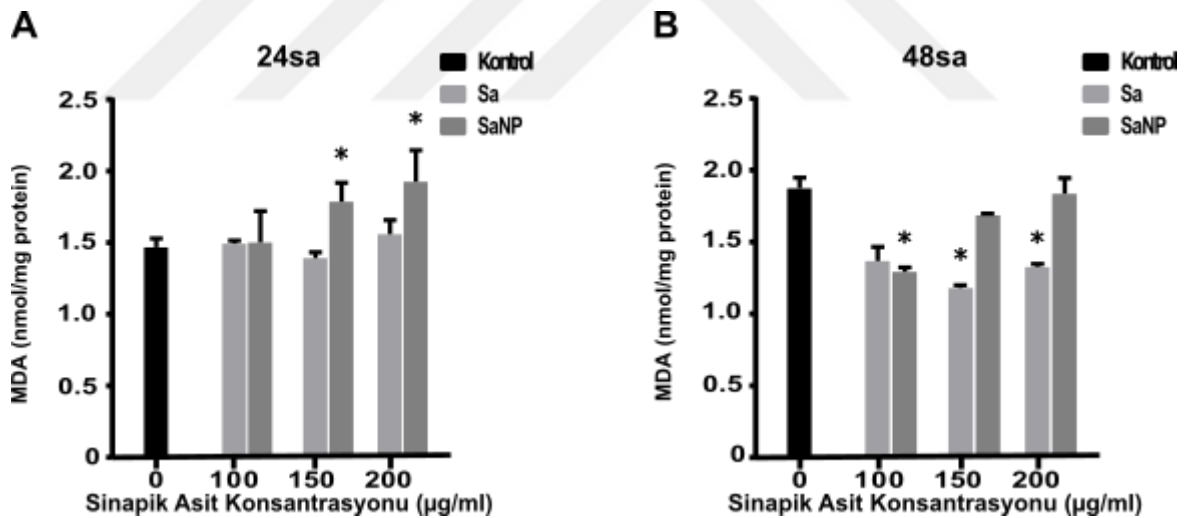 A
24sa
Kontrol
Sa
SaNP
2.5
2.0
1.5
1.0
0.5
0
MDA (nmol/mg protein)
* *
0 100 150 200
Sinapik Asit Konsantrasyonu (µg/ml)
B
48sa
Kontrol
Sa
SaNP
2.5
2.0
1.5
1.0
0.5
0
MDA (nmol/mg protein)
* * *
0 100 150 200
Sinapik Asit Konsantrasyonu (µg/ml)